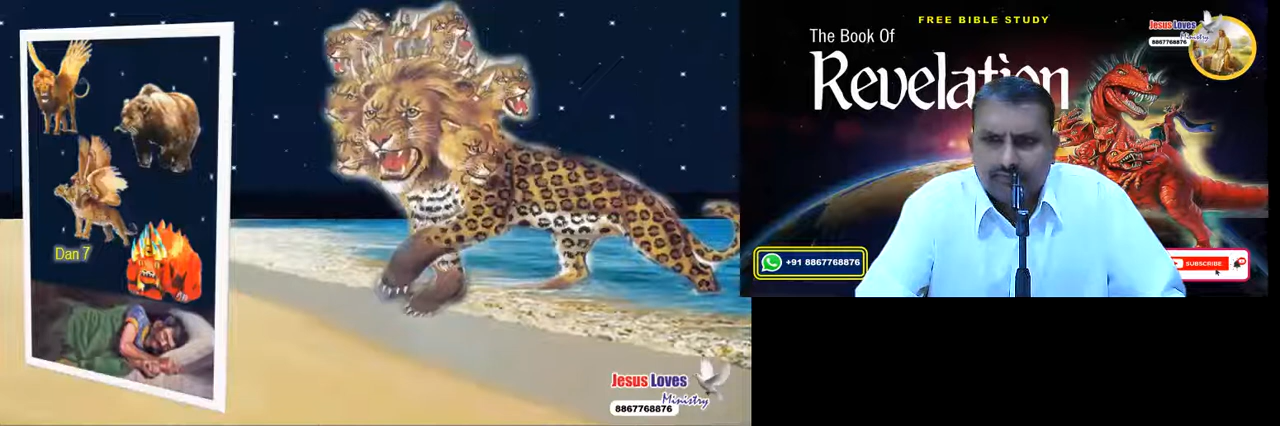 Dan 7
Jesus Loves
Ministry
8867768876
FREE BIBLE STUDY
The Book Of
Revelation
Jesus Loves
Ministry
8867768876
+91 8867768876
SUBSCRIBE